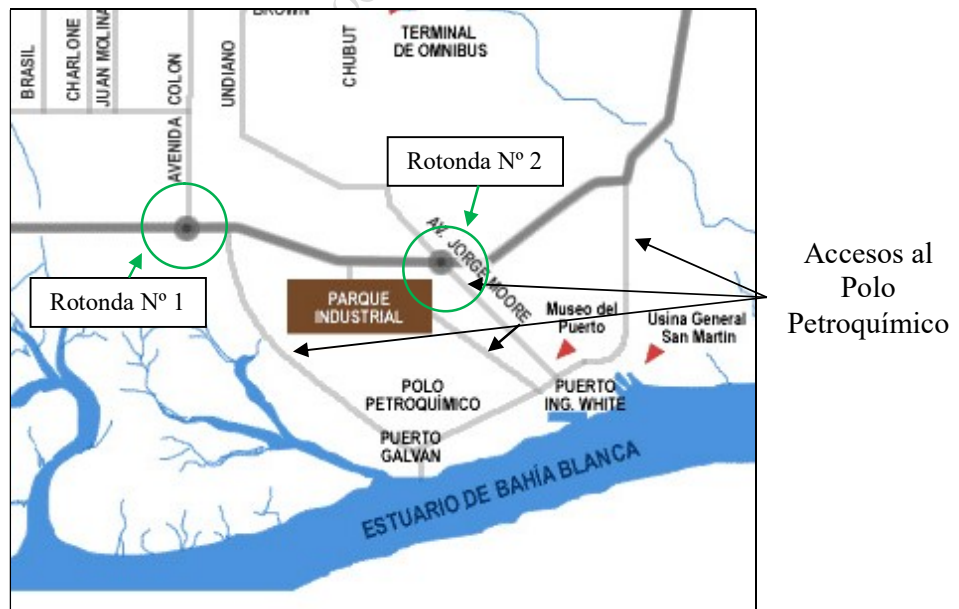 BROWN
TERMINAL
DE OMNIBUS
BRASIL
CHARLONE
JUAN MOLINA
AVENIDA COLON
UNDIANO
CHUBUT
Rotonda Nº 2
AV. JORGE MOORE
Rotonda Nº 1
PARQUE
INDUSTRIAL
Museo del
Puerto
Usina General
San Martin
Accesos al
Polo
Petroquímico
POLO
PETROQUÍMICO
PUERTO
ING. WHITE
PUERTO
GALVÁN
ESTUARIO DE BAHÍA BLANCA